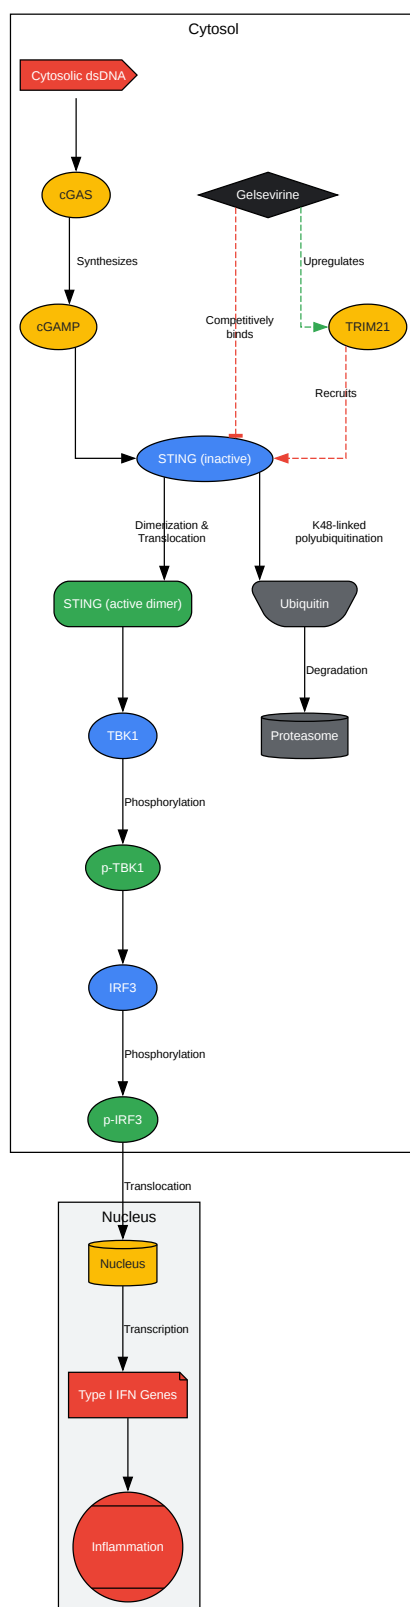 Cytosol
Cytosolic dsDNA
cGAS
Gelsevirine
Synthesizes
Upregulates
cGAMP
Competitively
binds
TRIM21
Recruits
STING (inactive)
Dimerization &
Translocation
K48-linked
polyubiquitination
STING (active dimer)
Ubiquitin
Degradation
TBK1
Proteasome
Phosphorylation
p-TBK1
IRF3
Phosphorylation
p-IRF3
Translocation
Nucleus
Nucleus
Transcription
Type I IFN Genes
Inflammation